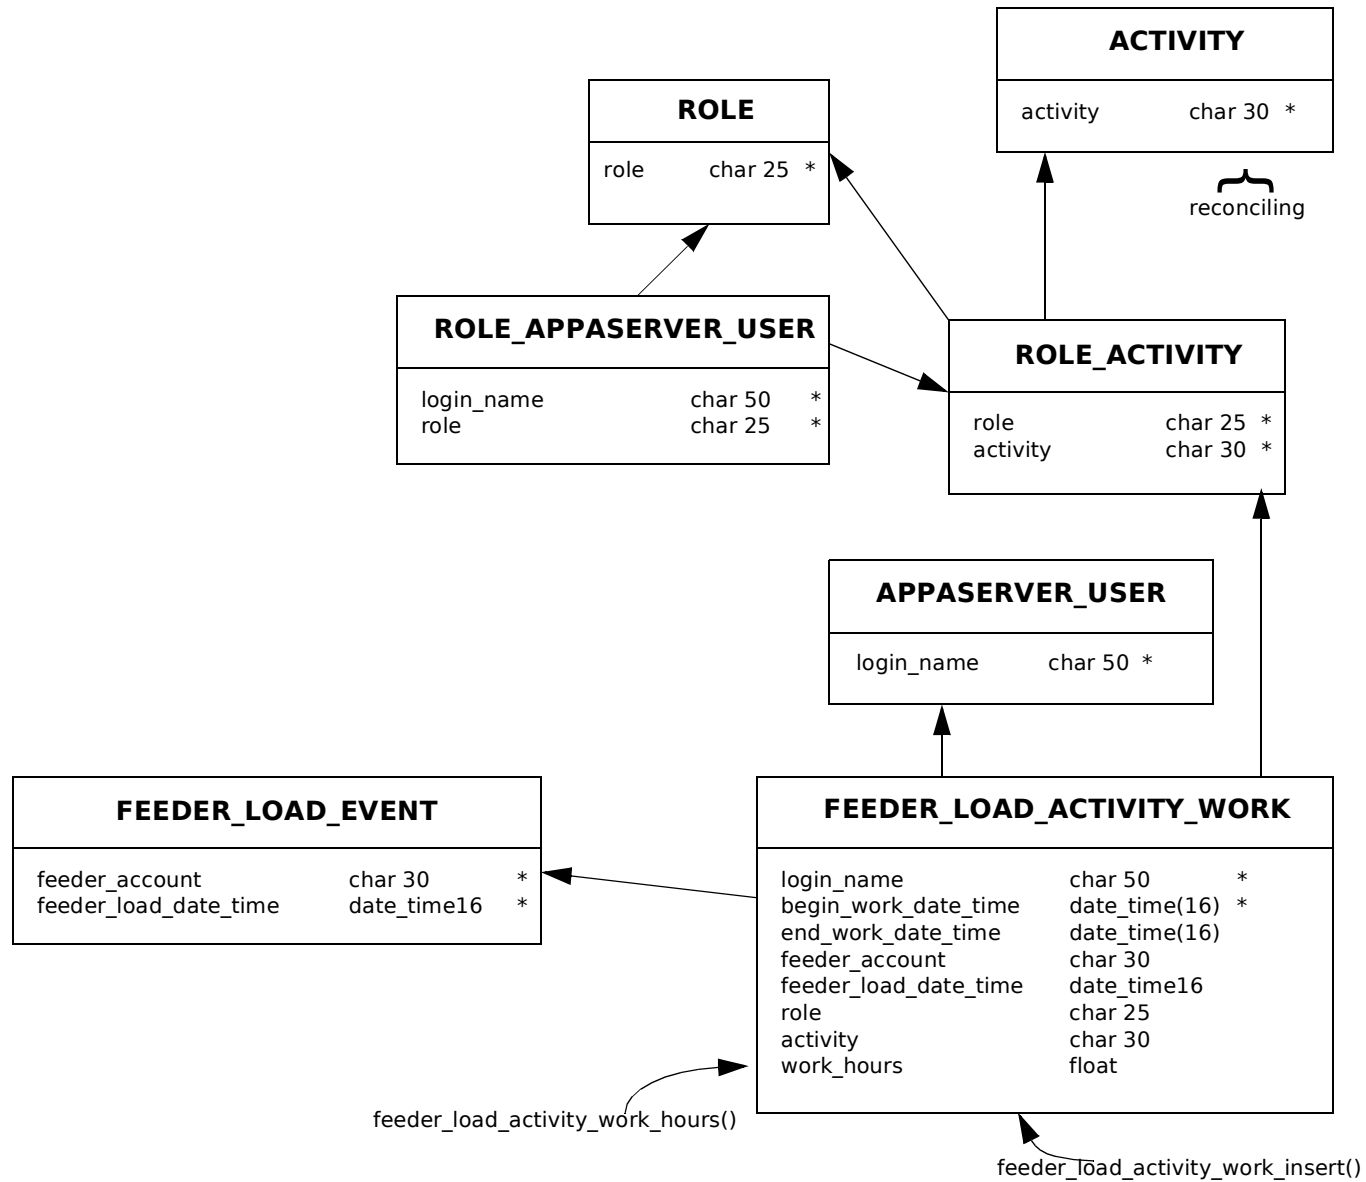 ACTIVITY
activity char 30 *
reconciling
ROLE
role char 25 *
ROLE_APPASERVER_USER
login_name char 50 *
role char 25 *
ROLE_ACTIVITY
role char 25 *
activity char 30 *
APPASERVER_USER
login_name char 50 *
FEEDER_LOAD_EVENT
feeder_account char 30 *
feeder_load_date_time date_time16 *
FEEDER_LOAD_ACTIVITY_WORK
login_name char 50 *
begin_work_date_time date_time(16) *
end_work_date_time date_time(16)
feeder_account char 30
feeder_load_date_time date_time16
role char 25
activity char 30
work_hours float
feeder_load_activity_work_hours()
feeder_load_activity_work_insert()